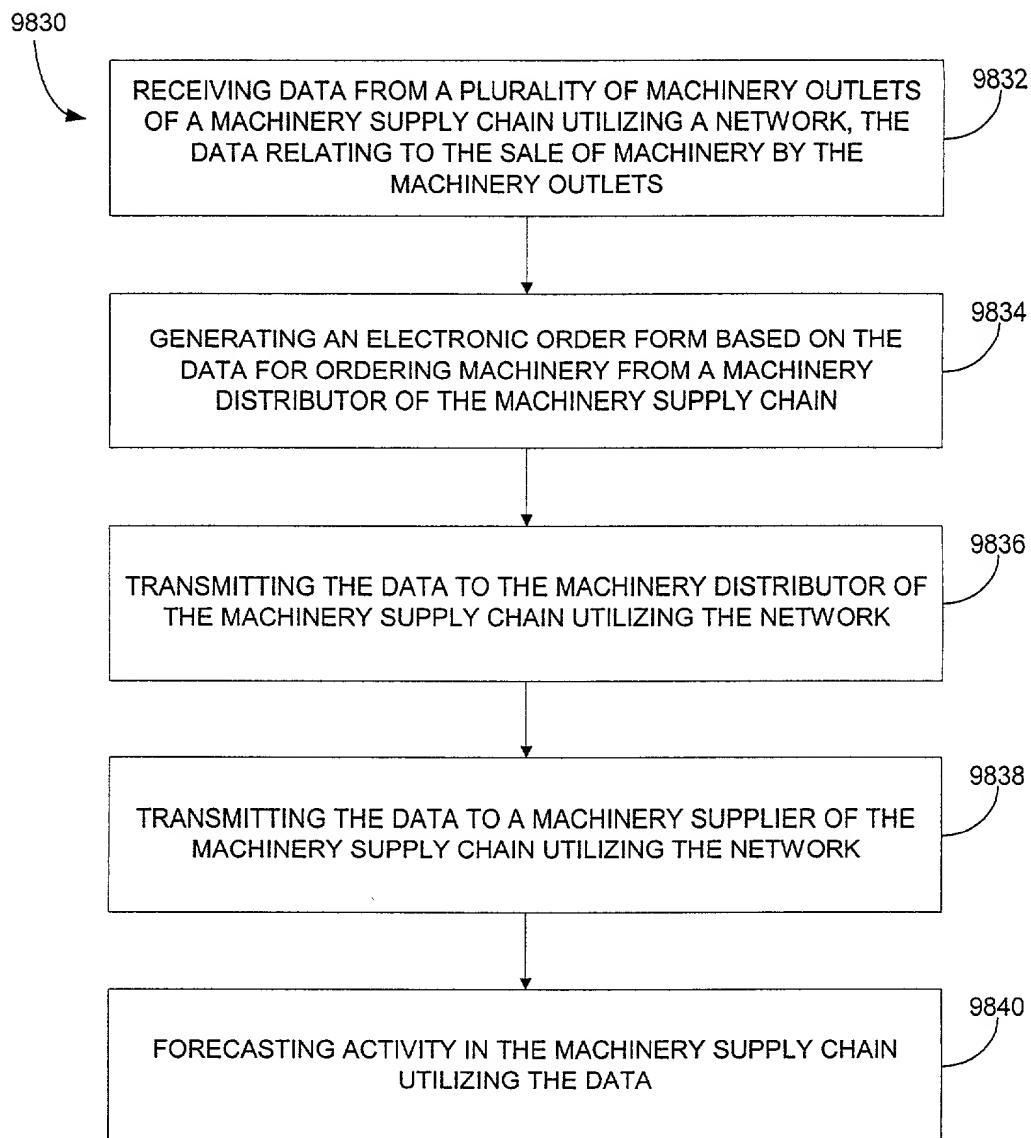 9830
RECEIVING DATA FROM A PLURALITY OF MACHINERY OUTLETS
OF A MACHINERY SUPPLY CHAIN UTILIZING A NETWORK, THE
DATA RELATING TO THE SALE OF MACHINERY BY THE
MACHINERY OUTLETS
9832
GENERATING AN ELECTRONIC ORDER FORM BASED ON THE
DATA FOR ORDERING MACHINERY FROM A MACHINERY
DISTRIBUTOR OF THE MACHINERY SUPPLY CHAIN
9834
TRANSMITTING THE DATA TO THE MACHINERY DISTRIBUTOR OF
THE MACHINERY SUPPLY CHAIN UTILIZING THE NETWORK
9836
TRANSMITTING THE DATA TO A MACHINERY SUPPLIER OF THE
MACHINERY SUPPLY CHAIN UTILIZING THE NETWORK
9838
FORECASTING ACTIVITY IN THE MACHINERY SUPPLY CHAIN
UTILIZING THE DATA
9840